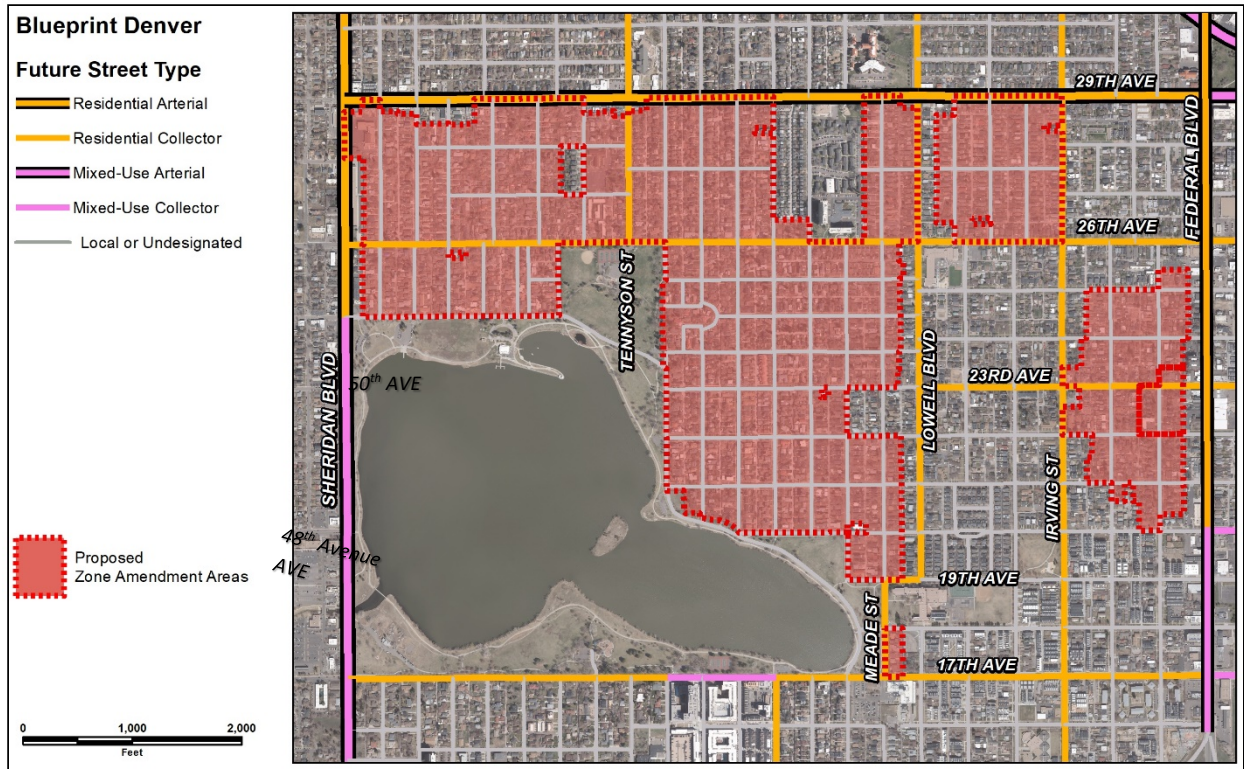 Blueprint Denver
Future Street Type
Residential Arterial
Residential Collector
Mixed-Use Arterial
Mixed-Use Collector
Local or Undesignated
Proposed
Zone Amendment Areas
0 1,000 2,000
Feet
29TH AVE
26TH AVE
FEDERAL BLVD
TENNYSON ST
SHERIDAN BLVD
50th AVE
23RD AVE
LOWELL BLVD
IRVING ST
48th Avenue
AVE
19TH AVE
MEADE ST
17TH AVE